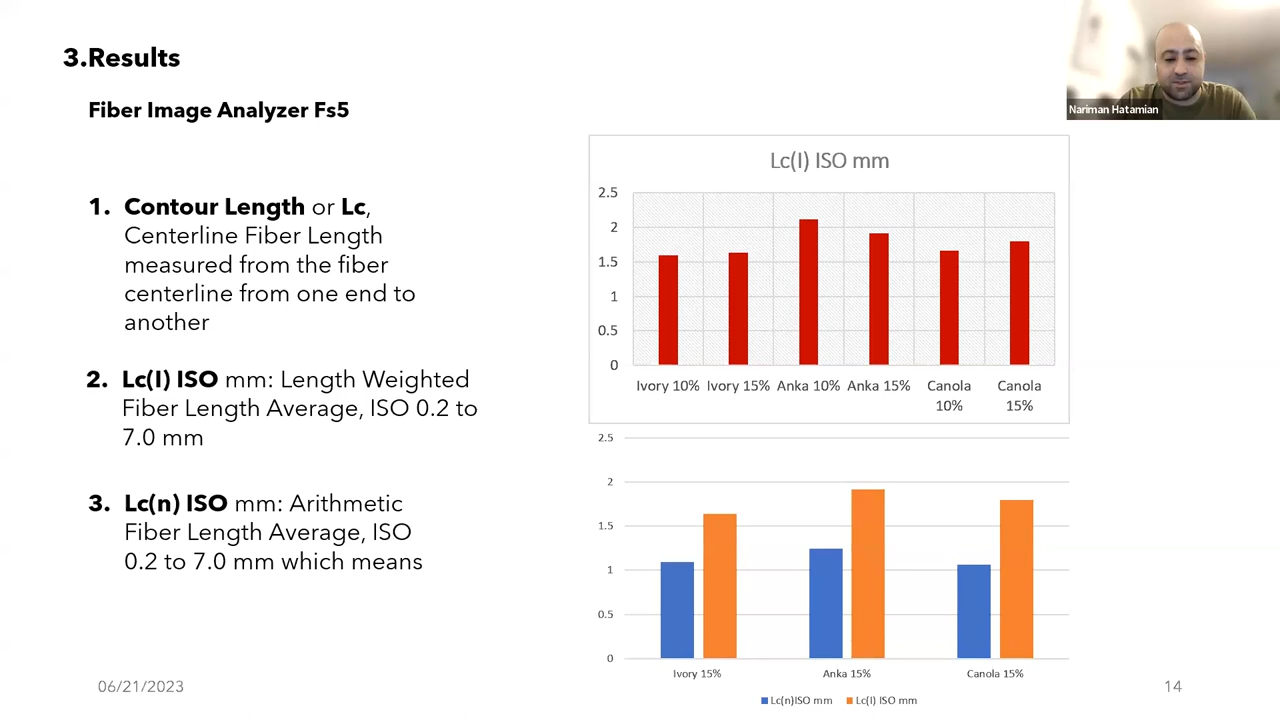 3.Results
Fiber Image Analyzer Fs5
Nariman Hatamian
1. Contour Length or Lc,
Centerline Fiber Length
measured from the fiber
centerline from one end to
another
2. Lc(I) ISO mm: Length Weighted
Fiber Length Average, ISO 0.2 to
7.0 mm
3. Lc(n) ISO mm: Arithmetic
Fiber Length Average, ISO
0.2 to 7.0 mm which means
Lc(I) ISO mm
2.5
2
1.5
1
0.5
0
Ivory 10% Ivory 15% Anka 10% Anka 15% Canola Canola
10% 15%
2.5
2
1.5
1
0.5
0
Ivory 15% Anka 15% Canola 15%
Lc(n)ISO mm Lc(I) ISO mm
06/21/2023
14